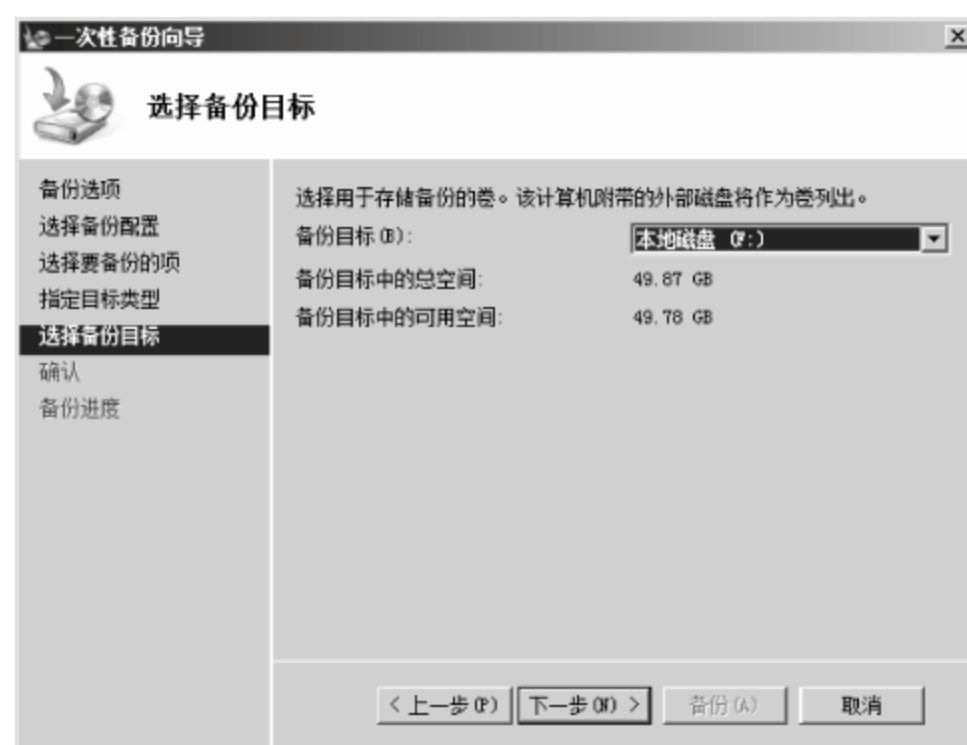 一次性备份向导
选择备份目标
备份选项
选择备份配置
选择要备份的项
指定目标类型
选择备份目标
确认
备份进度
选择用于存储备份的卷。该计算机附带的外部磁盘将作为卷列出。
备份目标(B): 本地磁盘 (F:)
备份目标中的总空间: 49.87 GB
备份目标中的可用空间: 49.78 GB
< 上一步(P) 下一步(N) > 备份(A) 取消